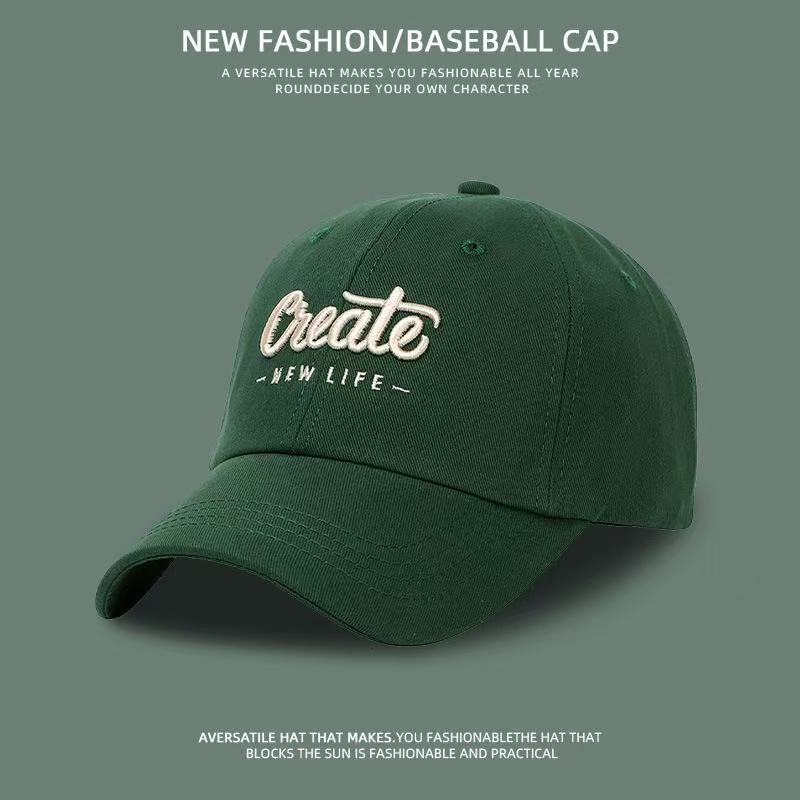 NEW FASHION/BASEBALL CAP
A VERSATILE HAT MAKES YOU FASHIONABLE ALL YEAR
ROUNDDECIDE YOUR OWN CHARACTER
Create
-NEW LIFE-
AVERSATILE HAT THAT MAKES.YOU FASHIONABLETHE HAT THAT
BLOCKS THE SUN IS FASHIONABLE AND PRACTICAL